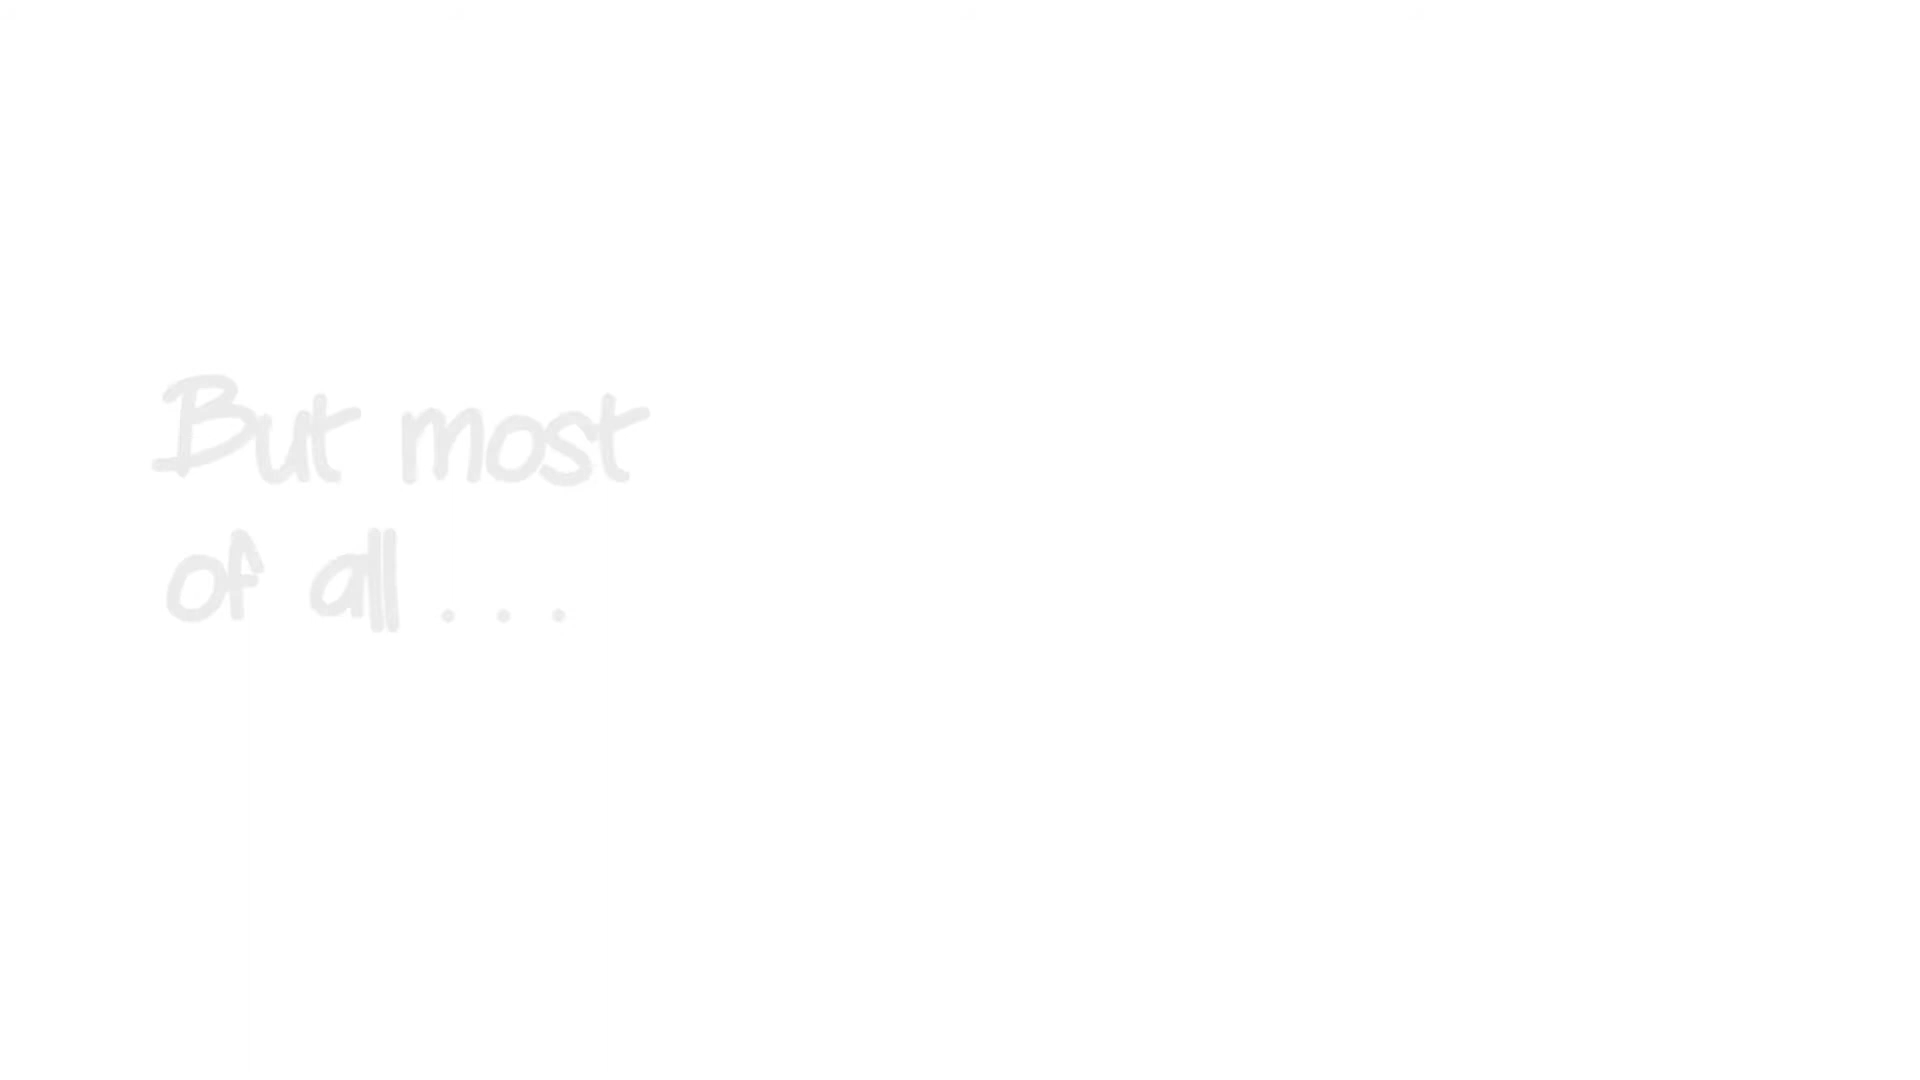 But most
of all . . .